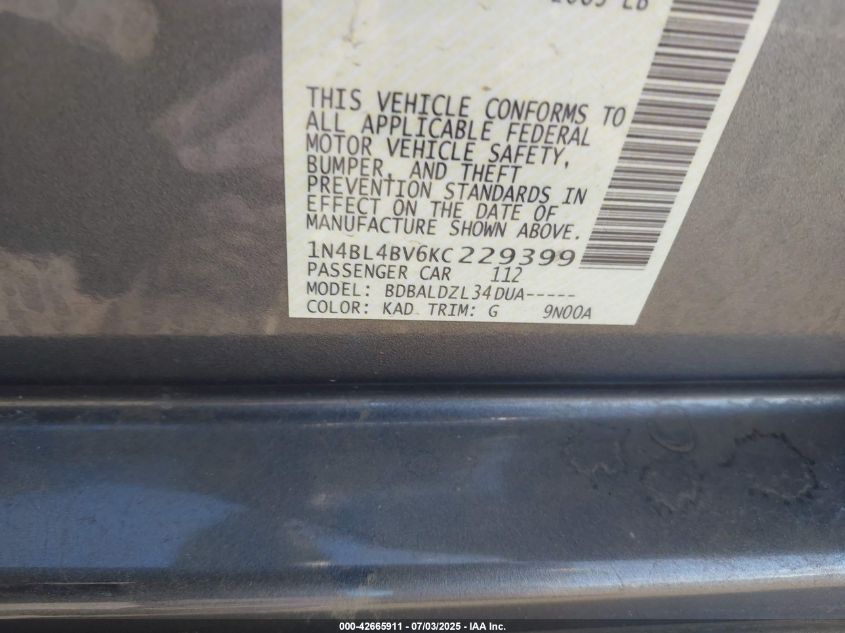 THIS VEHICLE CONFORMS TO
ALL APPLICABLE FEDERAL
MOTOR VEHICLE SAFETY,
BUMPER, AND THEFT
PREVENTION STANDARDS IN
EFFECT ON THE DATE OF
MANUFACTURE SHOWN ABOVE.
1N4BL4BV6KC229399
PASSENGER CAR 112
MODEL: BDBALDZL34DUA-----
COLOR: KAD TRIM: G 9N00A
000-42665911 - 07/03/2025 - IAA Inc.